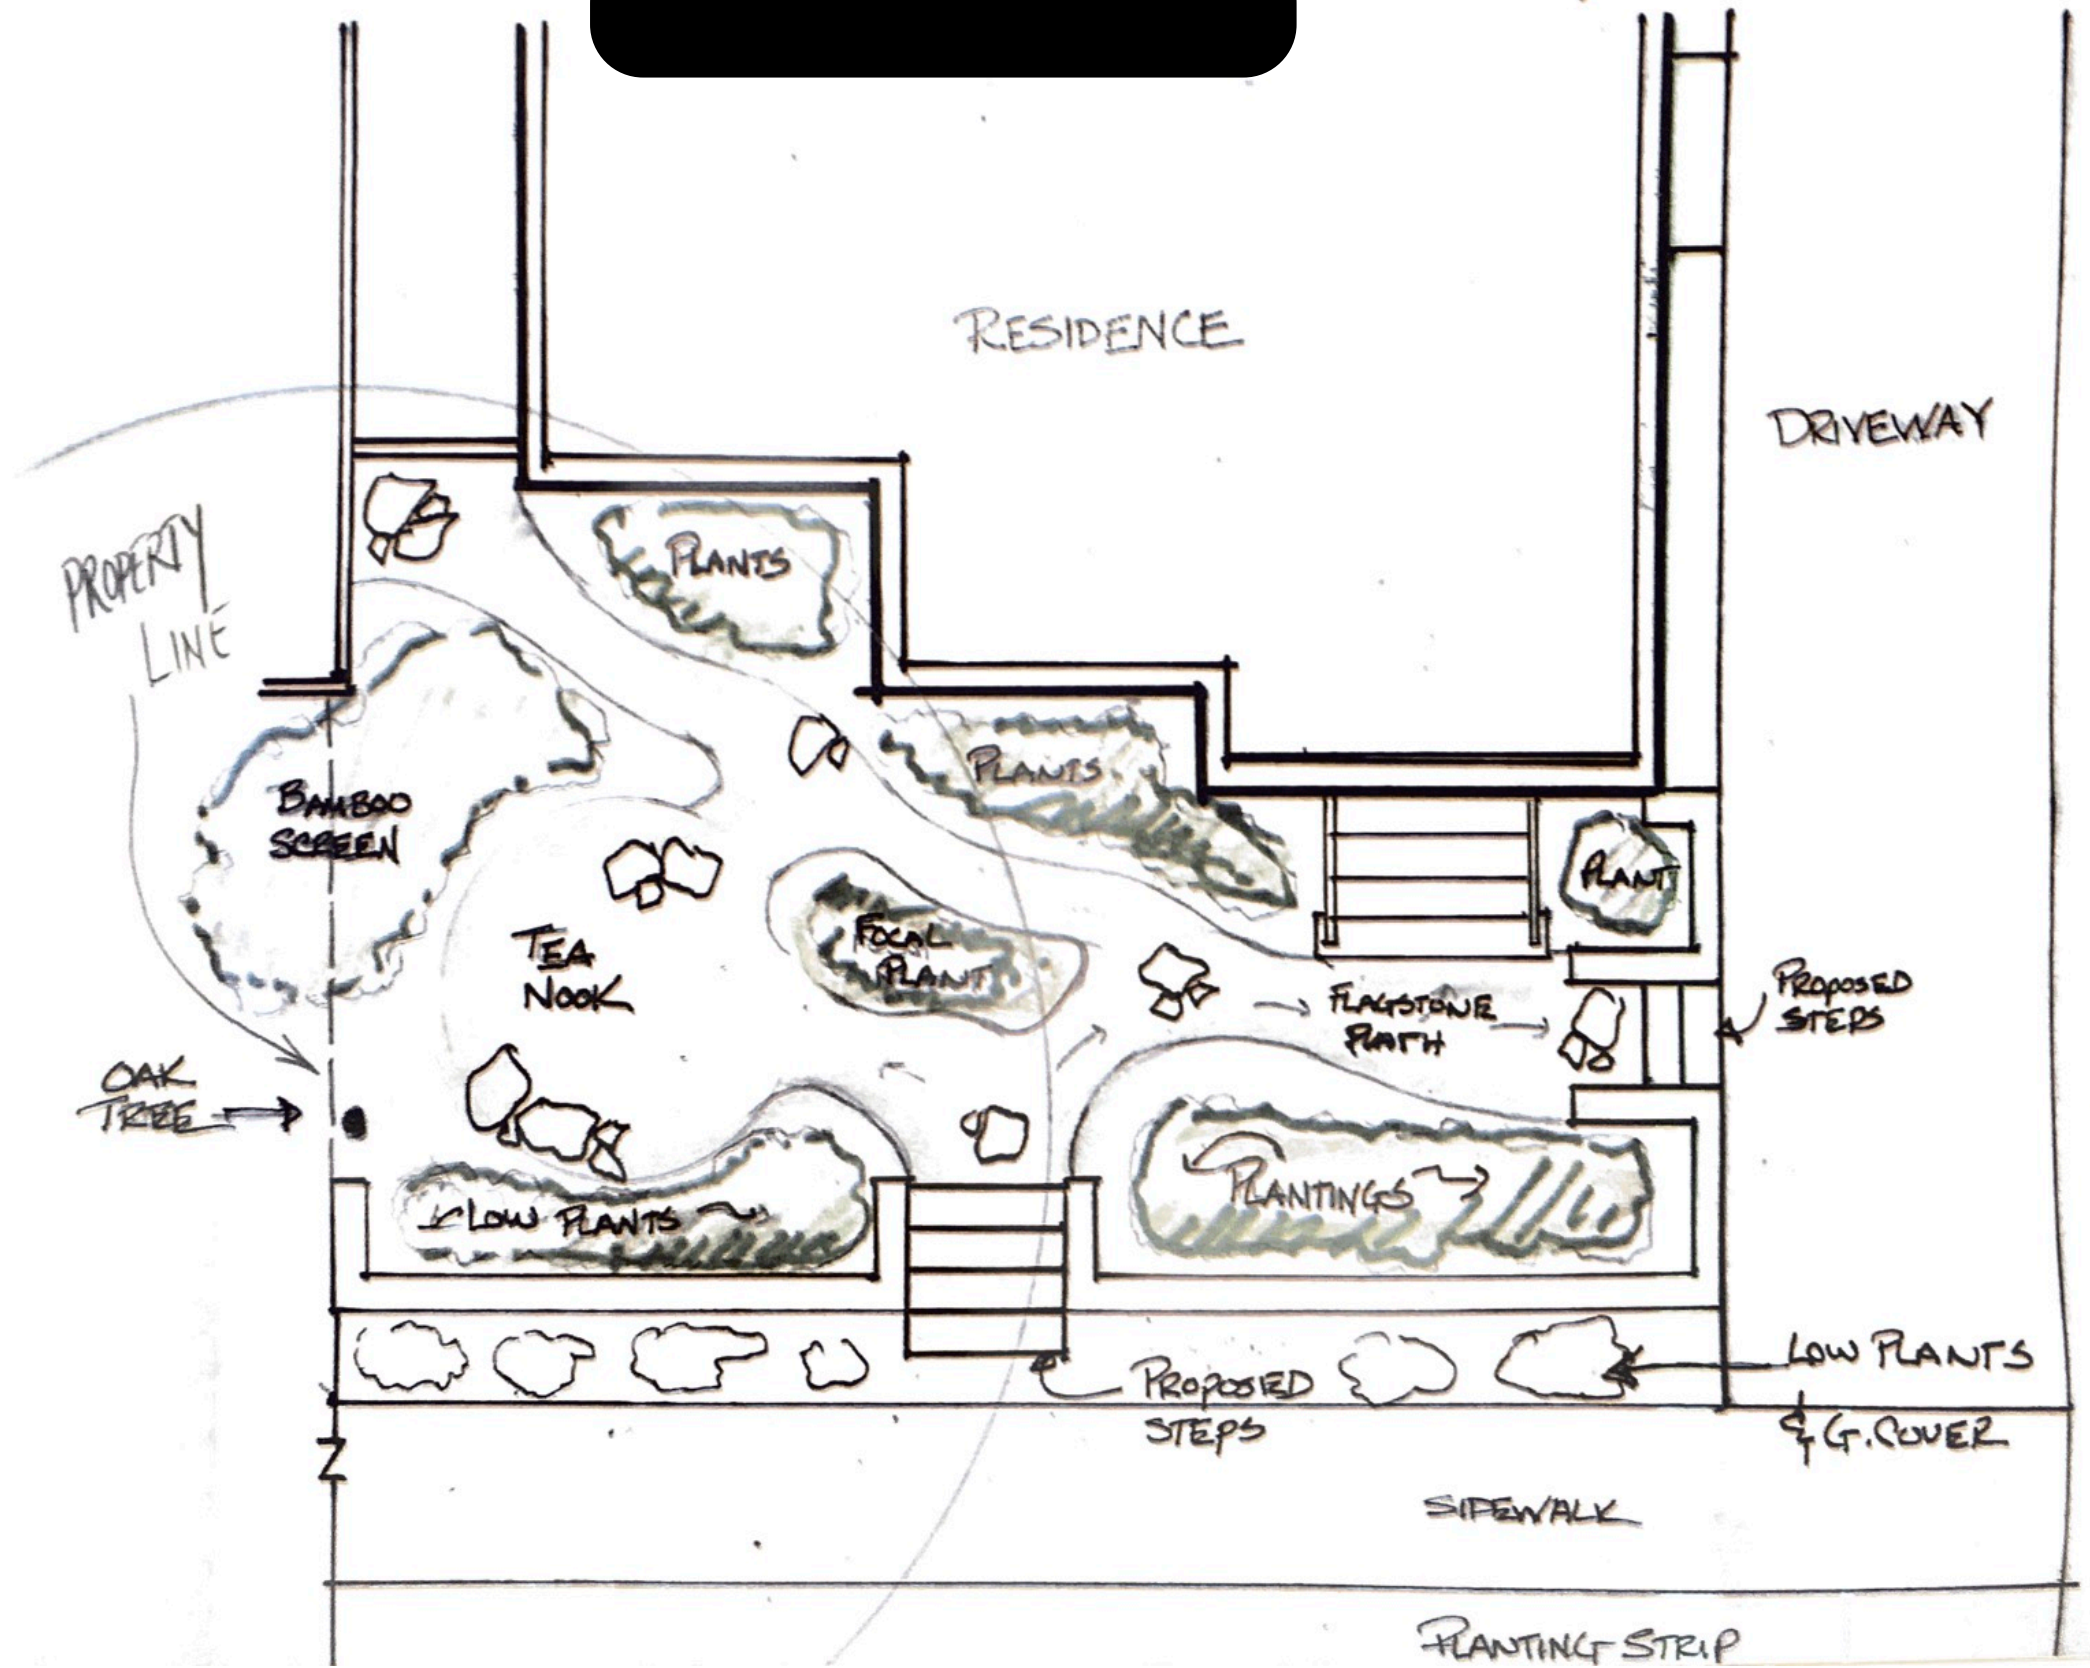 RESIDENCE
DRIVEWAY
PROPERTY
LINE
PLANTS
PLANTS
BAMBOO
SCREEN
PLANT
TEA
NOOK
FOCAL
PLANT
FLAGSTONE
PATH
PROPOSED
STEPS
OAK
TREE
LOW PLANTS
PLANTINGS
PROPOSED
STEPS
LOW PLANTS
& G. COVER
Z
SIDEWALK
PLANTING STRIP